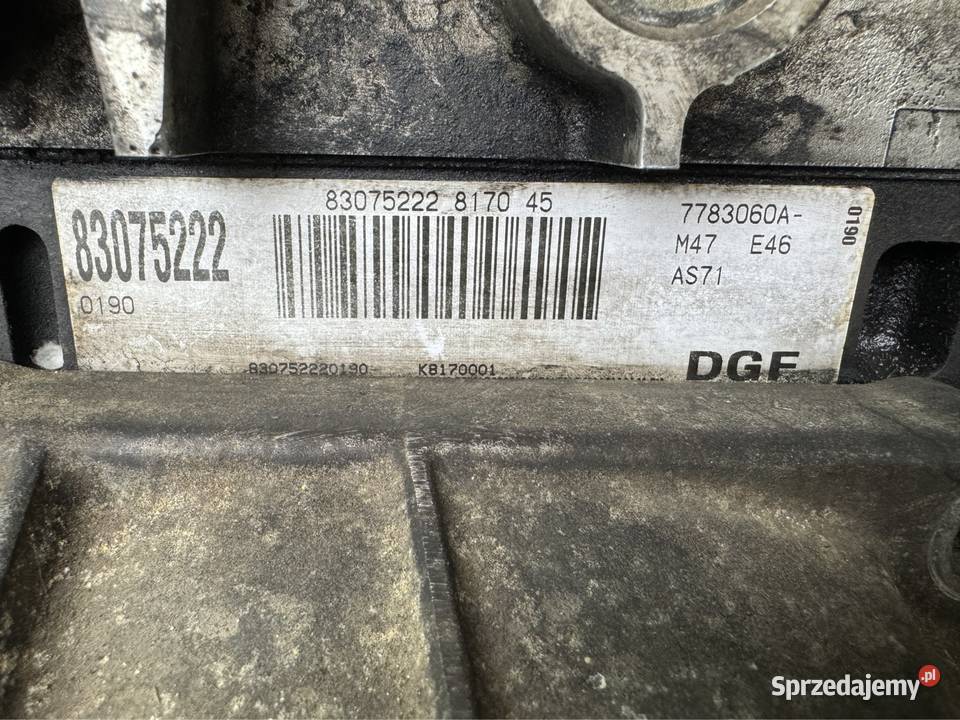 83075222 8170 45
83075222
0190
7783060A-
M47 E46
AS71
0190
830752220190 K8170001
DGF
Sprzedajemy.pl